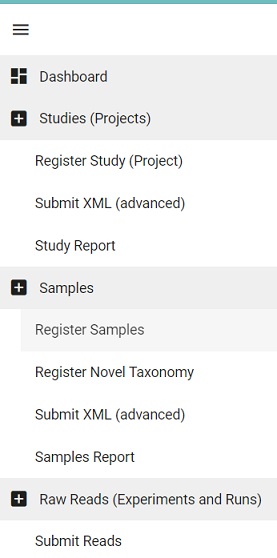 Dashboard
Studies (Projects)
Register Study (Project)
Submit XML (advanced)
Study Report
Samples
Register Samples
Register Novel Taxonomy
Submit XML (advanced)
Samples Report
Raw Reads (Experiments and Runs)
Submit Reads